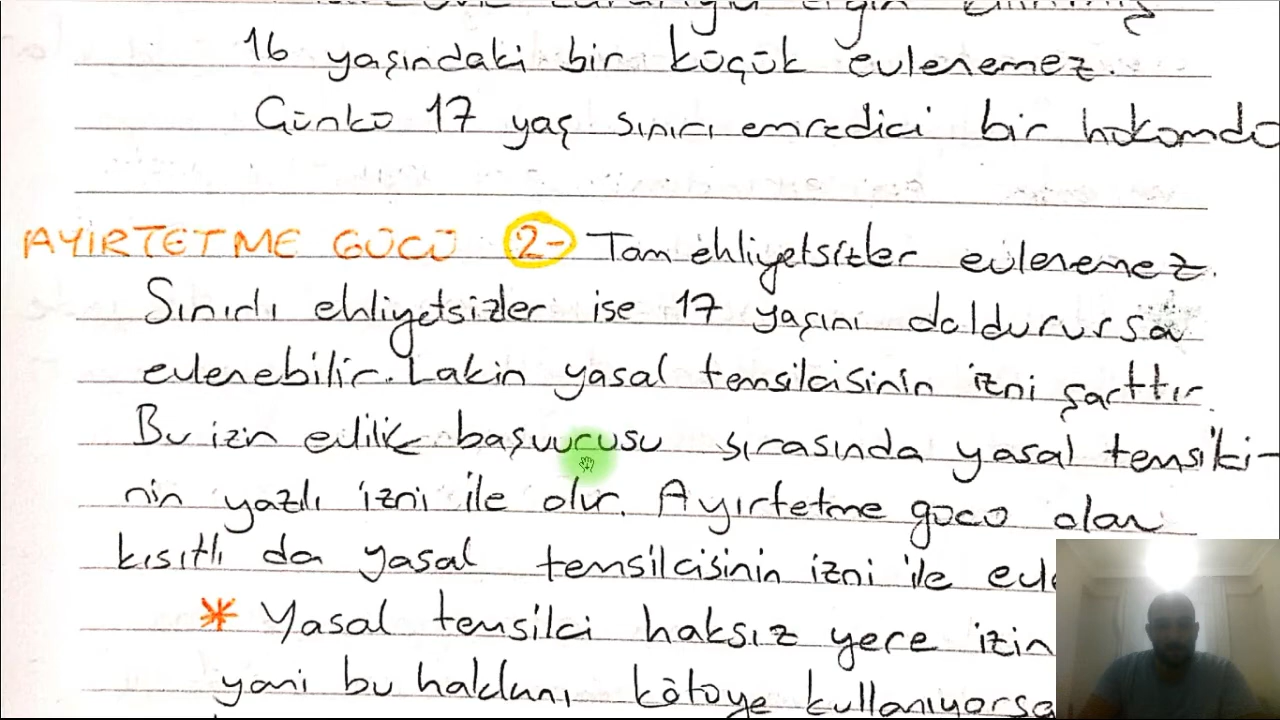 16 yaşındaki bir küçük evlenemez.
Çünkü 17 yaş sınırı emredici bir hüküm
AYIRTETME GÜCÜ 2- Tam ehliyetsizler evlenemez.
Sınırlı ehliyetsizler ise 17 yaşını doldurursa
evlenebilir. Lakin yasal temsilcisinin izni şarttır.
Bu izin evlilik başvurusu sırasında yasal temsilci-
nin yazılı izni ile olur. Ayırtetme gücü olan
kısıtlı da yasal temsilcisinin izni ile evle
* Yasal temsilci haksız yere izin
yani bu hakkını kötüye kullanıyorsa